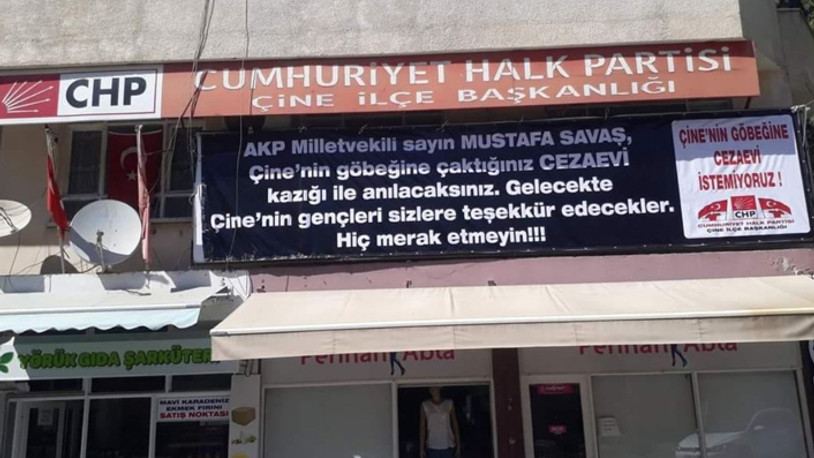 CHP
CUMHURİYET HALK PARTİSİ
ÇİNE İLÇE BAŞKANLIĞI
AKP Milletvekili sayın MUSTAFA SAVAŞ,
Çine'nin göbeğine çaktığınız CEZAEVİ
kazığı ile anılacaksınız. Gelecekte
Çine'nin gençleri sizlere teşekkür edecekler.
Hiç merak etmeyin!!!
ÇİNE'NİN GÖBEĞİNE
CEZAEVİ
İSTEMİYORUZ !
CHP
CUMHURİYET HALK PARTİSİ
ÇİNE İLÇE BAŞKANLIĞI
YÖRÜK GIDA ŞARKÜTERİ
MAVİ KARADENİZ
EKMEK FIRINI
SATIŞ NOKTASI
Perihan Abla
Perihan Abla